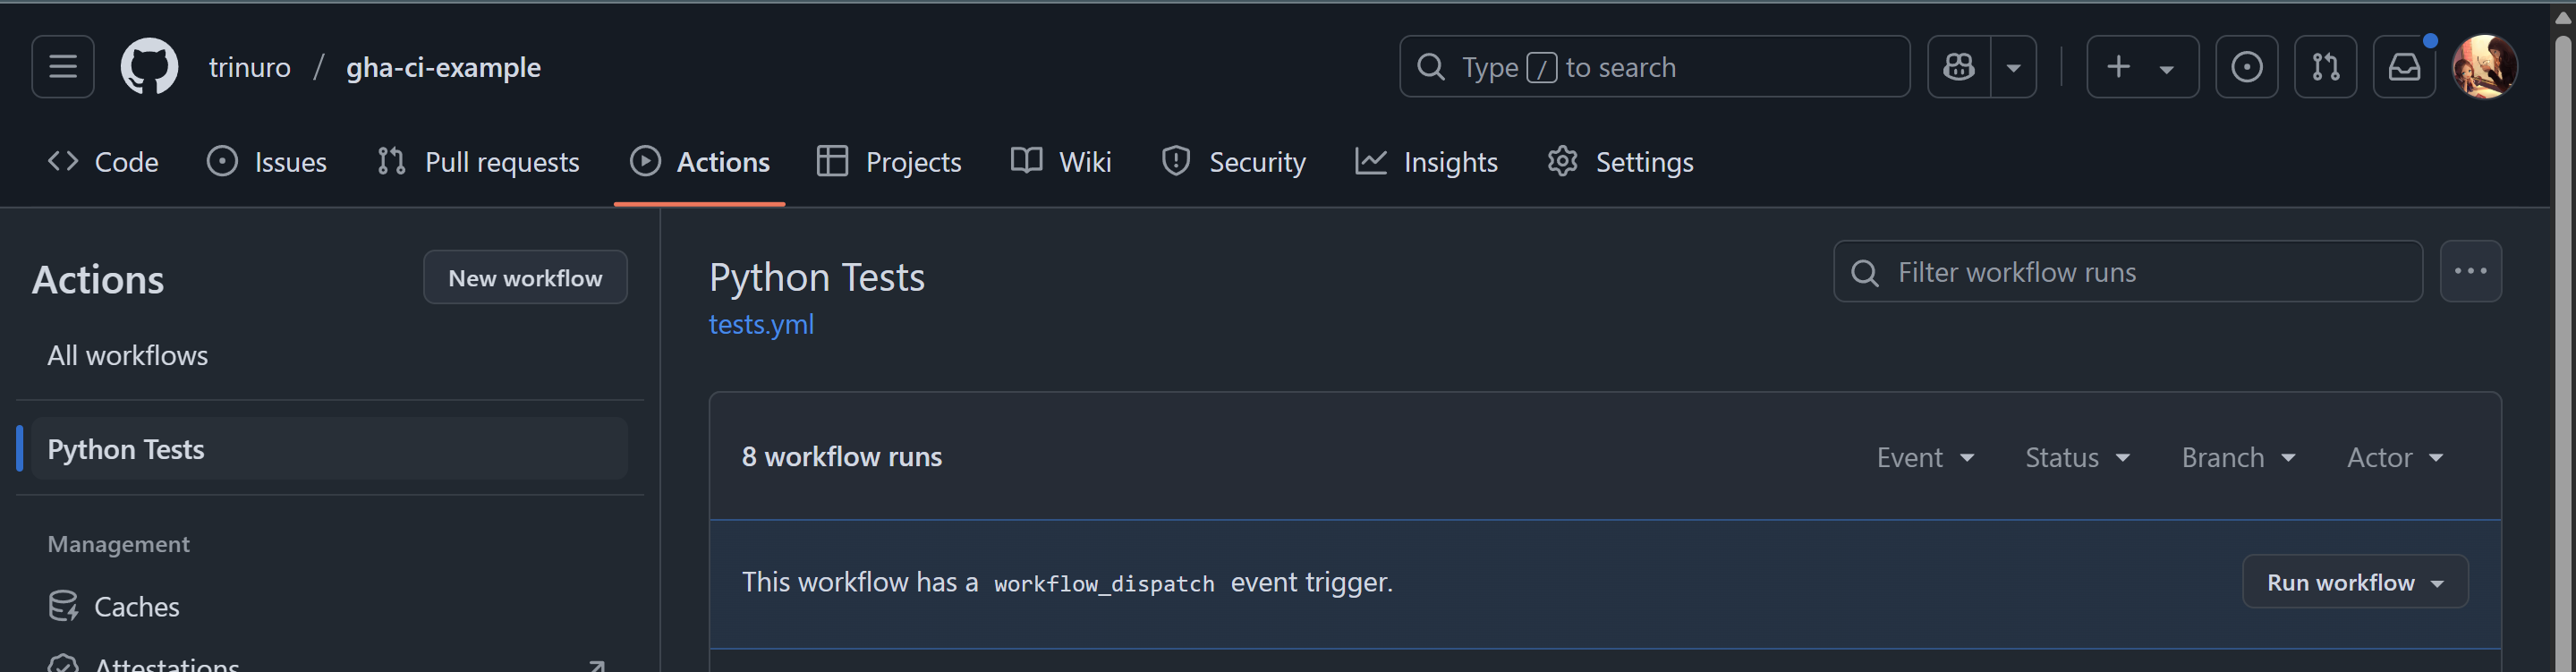 trinuro / gha-ci-example
Type / to search
Code Issues Pull requests Actions Projects Wiki Security Insights Settings
Actions
New workflow
All workflows
Python Tests
Management
Caches
Attestations
Python Tests
tests.yml
Filter workflow runs
8 workflow runs
Event Status Branch Actor
This workflow has a workflow_dispatch event trigger.
Run workflow